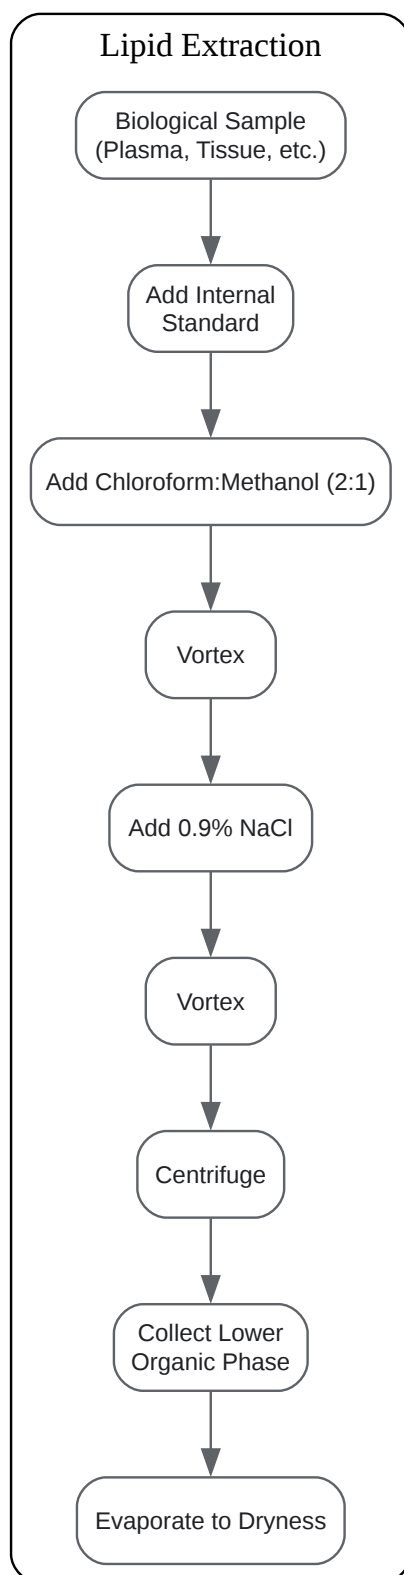 Lipid Extraction
Biological Sample
(Plasma, Tissue, etc.)
Add Internal
Standard
Add Chloroform:Methanol (2:1)
Vortex
Add 0.9% NaCl
Vortex
Centrifuge
Collect Lower
Organic Phase
Evaporate to Dryness